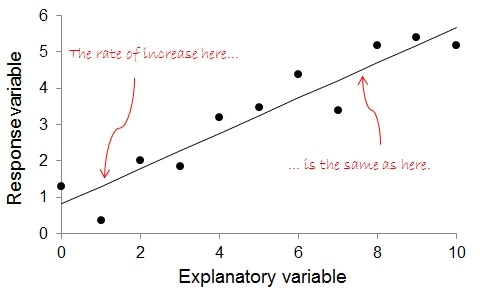 6
5
4
3
2
1
0
Response variable
The rate of increase here...
... is the same as here.
0 2 4 6 8 10
Explanatory variable